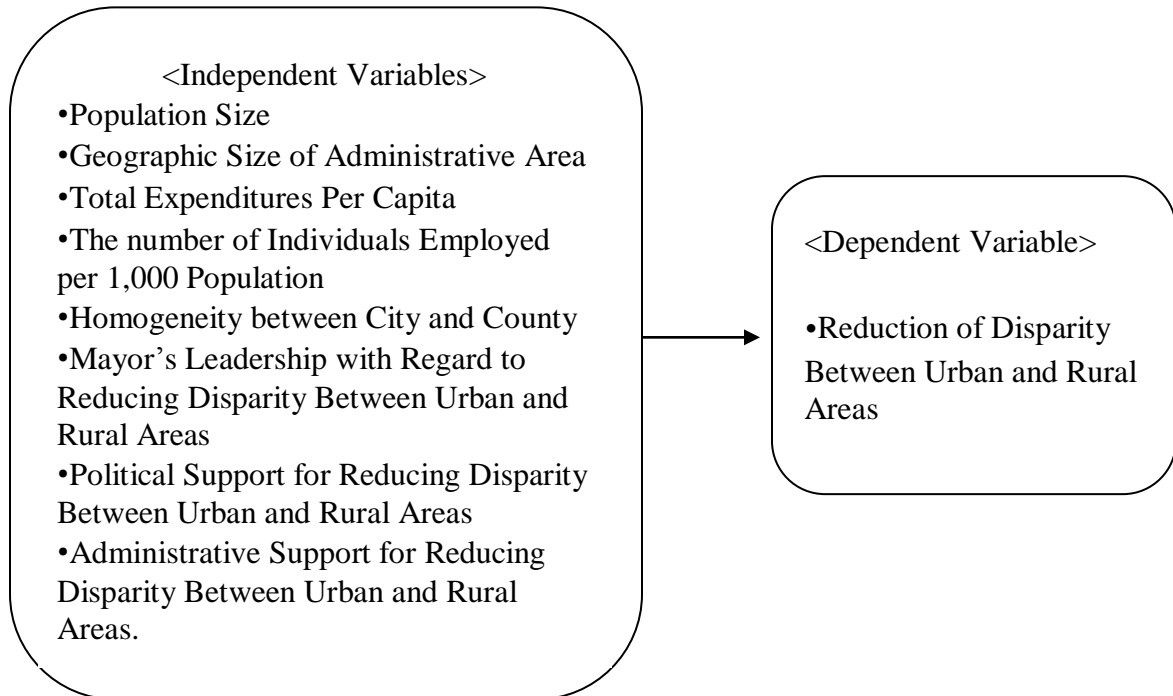 <Independent Variables>
•Population Size
•Geographic Size of Administrative Area
•Total Expenditures Per Capita
•The number of Individuals Employed
per 1,000 Population
•Homogeneity between City and County
•Mayor’s Leadership with Regard to
Reducing Disparity Between Urban and
Rural Areas
•Political Support for Reducing Disparity
Between Urban and Rural Areas
•Administrative Support for Reducing
Disparity Between Urban and Rural
Areas.
<Dependent Variable>
•Reduction of Disparity
Between Urban and Rural
Areas